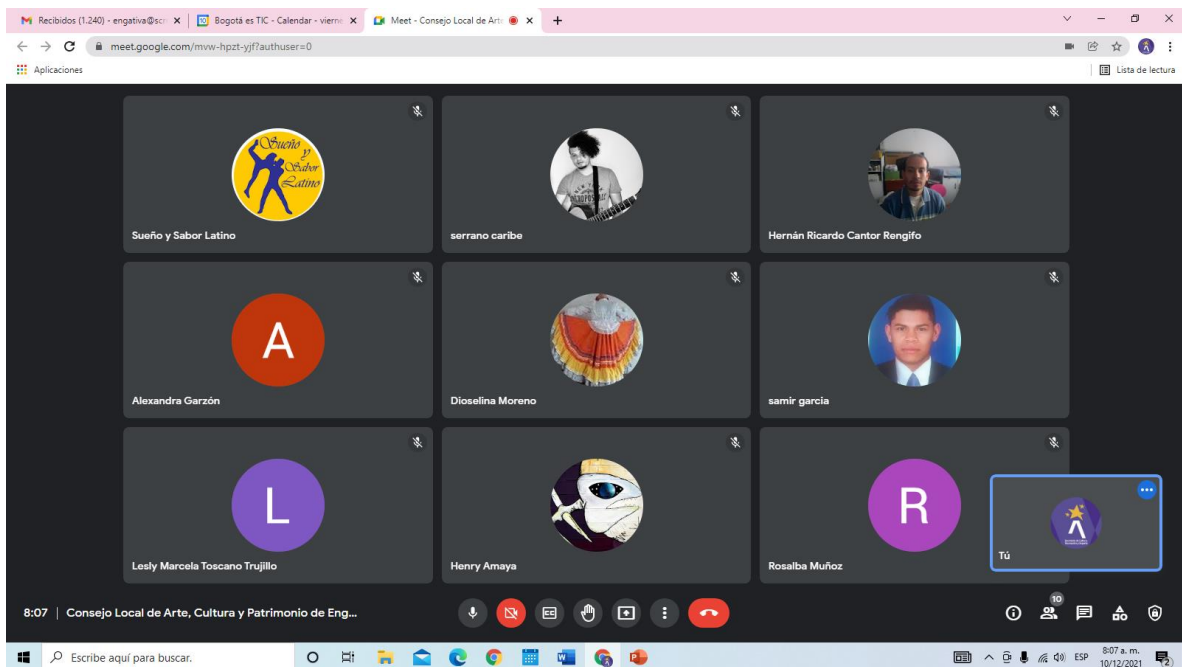 Recibidos (1.240) - engativa@scr
Bogotá es TIC - Calendar - vierne
Meet - Consejo Local de Arte
meet.google.com/mvw-hpzt-yjf?authuser=0
Aplicaciones
Lista de lectura
Sueño
y
Sabor
Latino
Sueño y Sabor Latino
serrano caribe
Hernán Ricardo Cantor Rengifo
A
Alexandra Garzón
Dioselina Moreno
samir garcia
L
Lesly Marcela Toscano Trujillo
Henry Amaya
R
Rosalba Muñoz
Tú
8:07 | Consejo Local de Arte, Cultura y Patrimonio de Eng...
10
Escribe aquí para buscar.
ESP
8:07 a. m.
10/12/2021
2